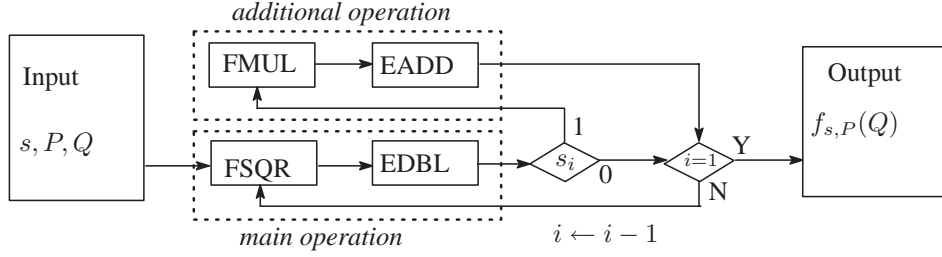 additional operation
Input
s, P, Q
FMUL
EADD
1
FSQR
EDBL
s_i
0
i=1
Y
N
Output
f_{s,P}(Q)
main operation
i ← i − 1